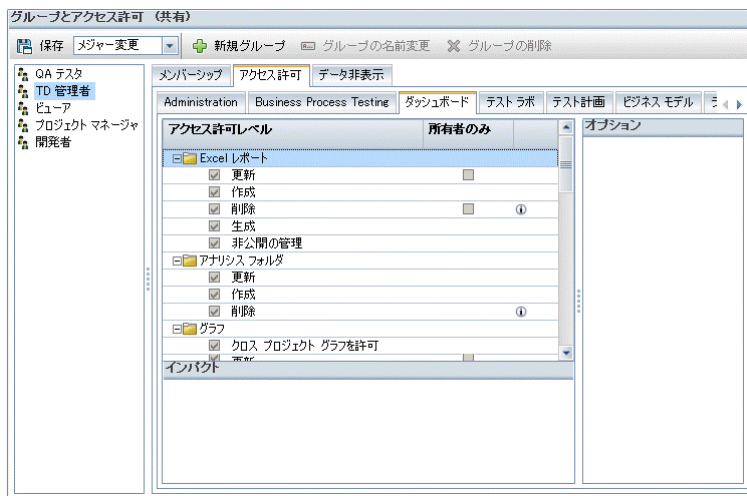 グループとアクセス許可 (共有)
保存 メジャー変更 新規グループ グループの名前変更 グループの削除
QA テスタ
TD 管理者
ビューア
プロジェクト マネージャ
開発者
メンバーシップ アクセス許可 データ非表示
Administration Business Process Testing ダッシュボード テスト ラボ テスト計画 ビジネス モデル
アクセス許可レベル 所有者のみ オプション
Excel レポート
更新
作成
削除
生成
非公開の管理
アナリシス フォルダ
更新
作成
削除
グラフ
クロス プロジェクト グラフを許可
更新
インパクト